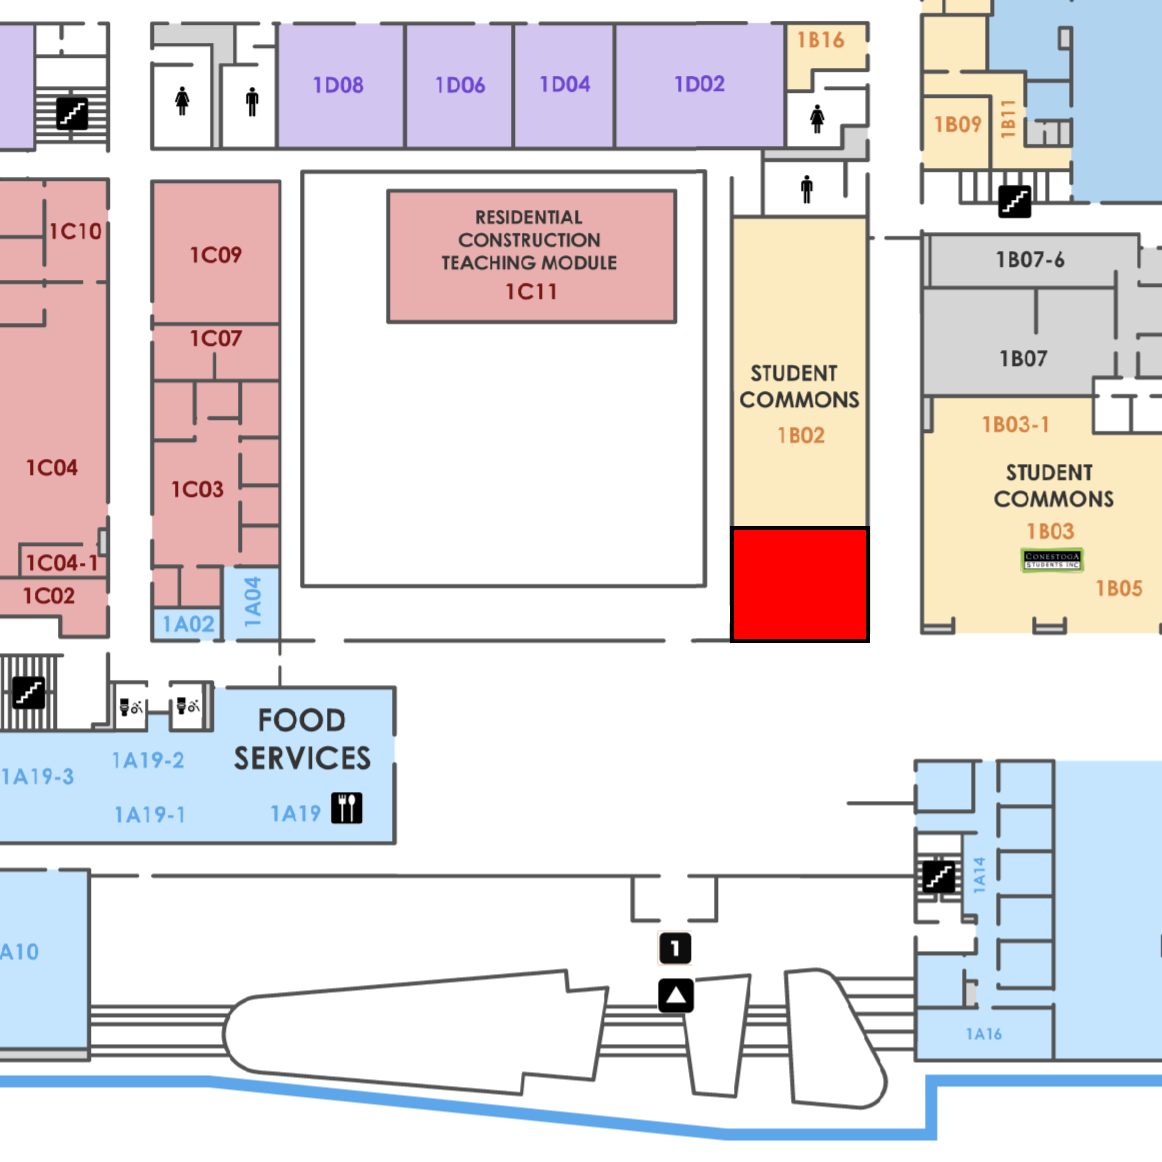 1D08
1D06
1D04
1D02
1B16
1B09
1B11
1C10
1C09
RESIDENTIAL
CONSTRUCTION
TEACHING MODULE
1C11
1B07-6
1C07
1B07
STUDENT
COMMONS
1B02
1B03-1
1C04
1C03
STUDENT
COMMONS
1B03
CONESTOGA
STUDENTS INC
1C04-1
1C02
1A04
1B05
1A02
FOOD
SERVICES
1A19-3
1A19-2
1A19-1
1A19
1A14
A10
1
1A16